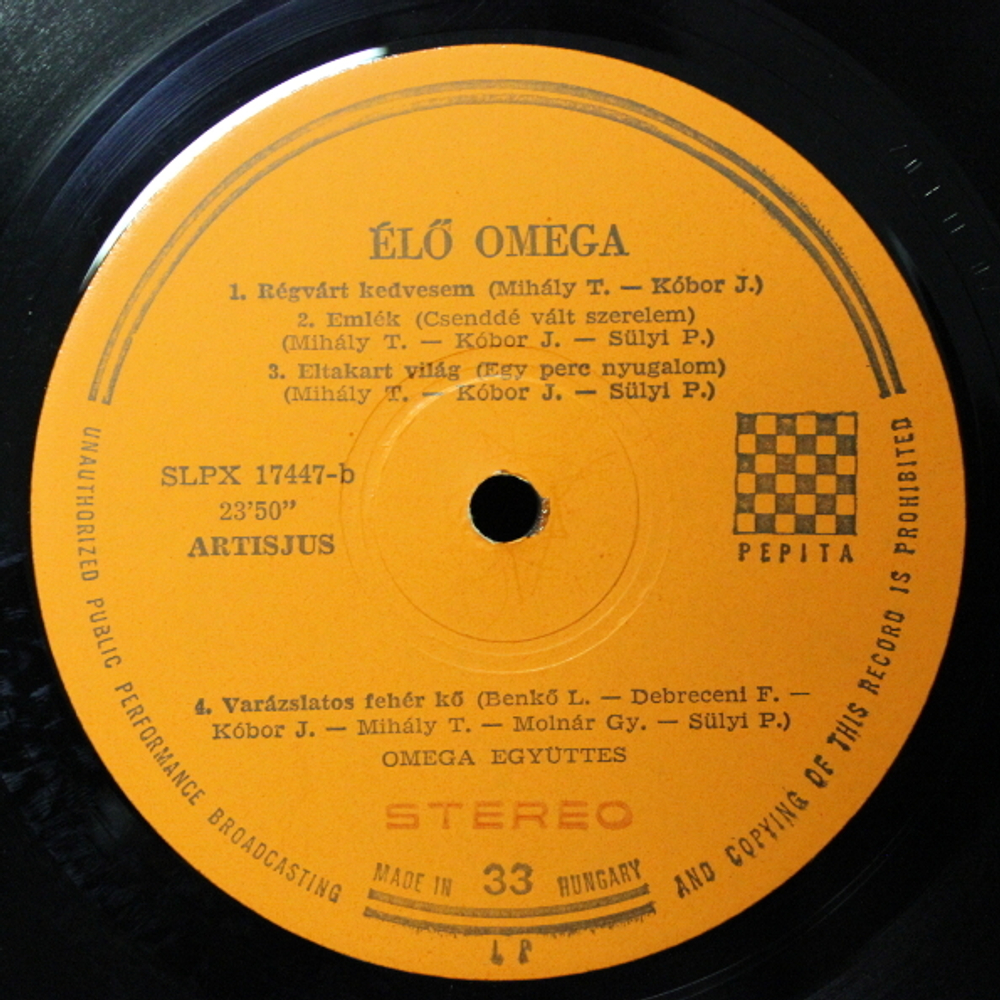 ÉLŐ OMEGA
1. Régvárt kedvesem (Mihály T. — Kóbor J.)
2. Emlék (Csenddé vált szerelem)
(Mihály T. — Kóbor J. — Sülyi P.)
3. Eltakart világ (Egy perc nyugalom)
(Mihály T. — Kóbor J. — Sülyi P.)
SLPX 17447-b
23'50”
ARTISJUS
PEPITA
4. Varázslatos fehér kő (Benkő L. — Debreceni F. —
Kóbor J. — Mihály T. — Molnár Gy. — Sülyi P.)
OMEGA EGYÜTTES
STEREO
MADE IN 33 HUNGARY
LP
UNAUTHORIZED PUBLIC PERFORMANCE BROADCASTING AND COPYING OF THIS RECORD IS PROHIBITED